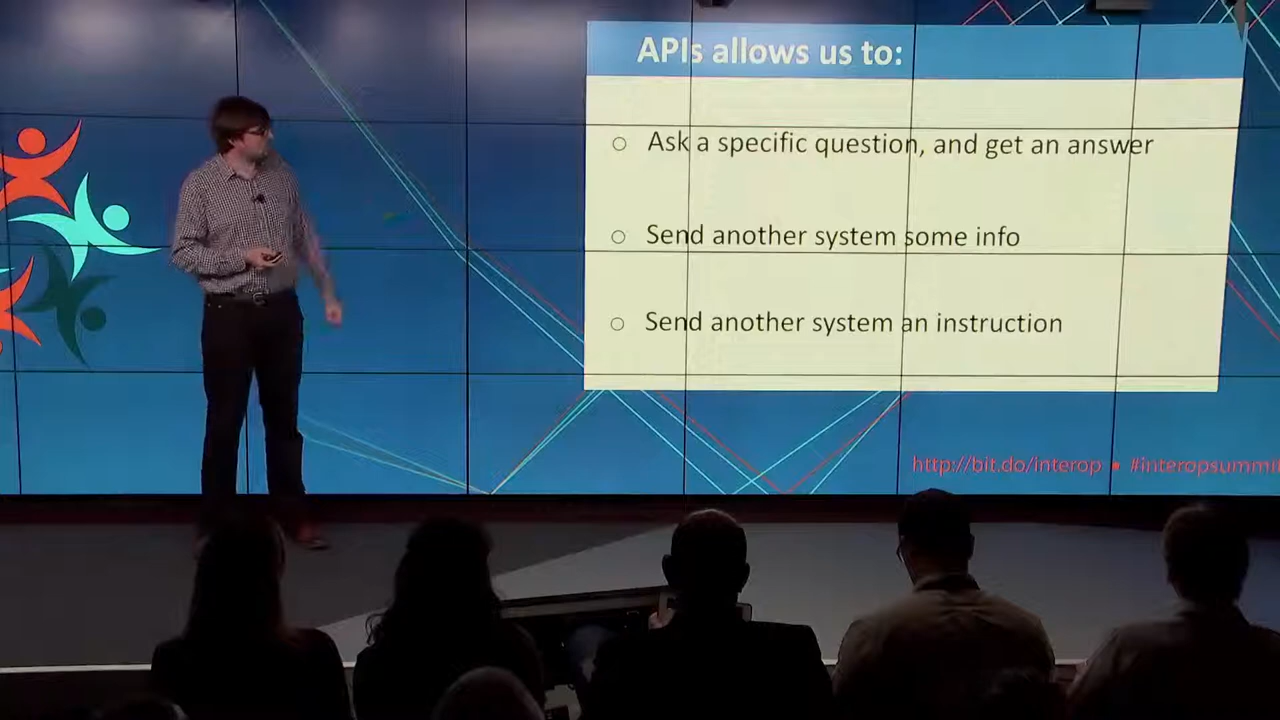 APIs allows us to:
Ask a specific question, and get an answer
Send another system some info
Send another system an instruction
http://bit.do/interop ▪ #interopsummi